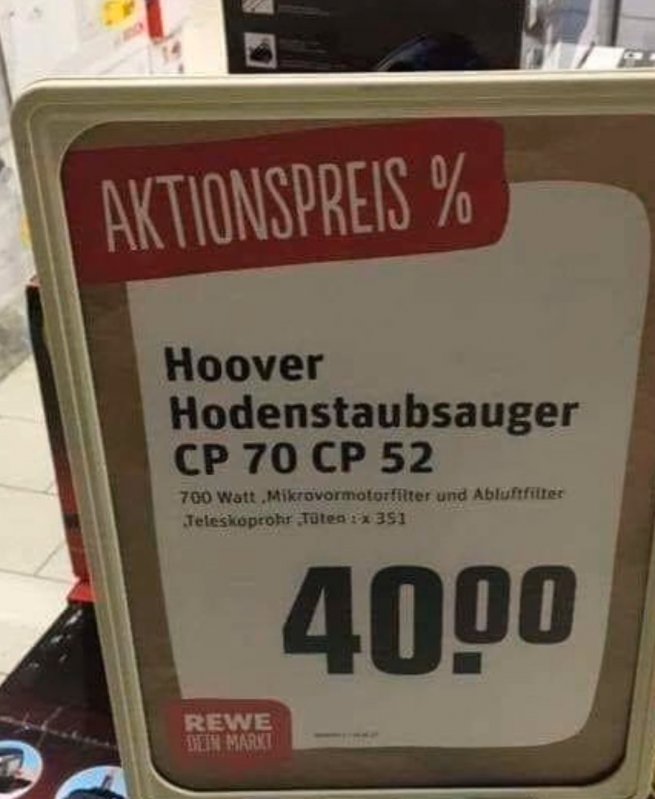 AKTIONSPREIS %
Hoover
Hodenstaubsauger
CP 70 CP 52
700 Watt ,Mikrovormotorfilter und Abluftfilter
,Teleskoprohr ,Tüten : x 351
40.00
REWE
DEIN MARKT